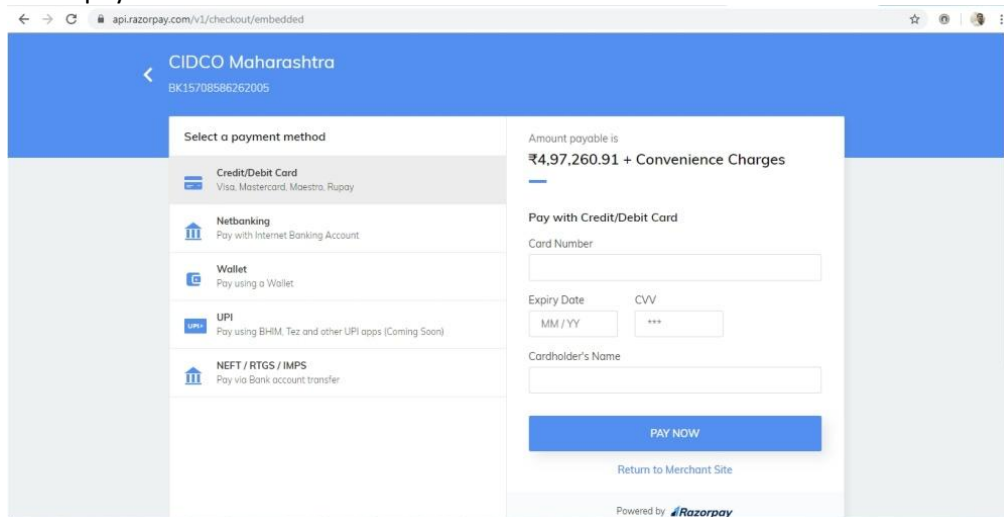 pay
api.razorpay.com/v1/checkout/embedded
CIDCO Maharashtra
BK15708586262005
Select a payment method
Credit/Debit Card
Visa, Mastercard, Maestro, Rupay
Netbanking
Pay with Internet Banking Account
Wallet
Pay using a Wallet
UPI
UPI
Pay using BHIM, Tez and other UPI apps (Coming Soon)
NEFT / RTGS / IMPS
Pay via Bank account transfer
Amount payable is
₹4,97,260.91 + Convenience Charges
Pay with Credit/Debit Card
Card Number
Expiry Date CVV
MM / YY ***
Cardholder's Name
PAY NOW
Return to Merchant Site
Powered by Razorpay